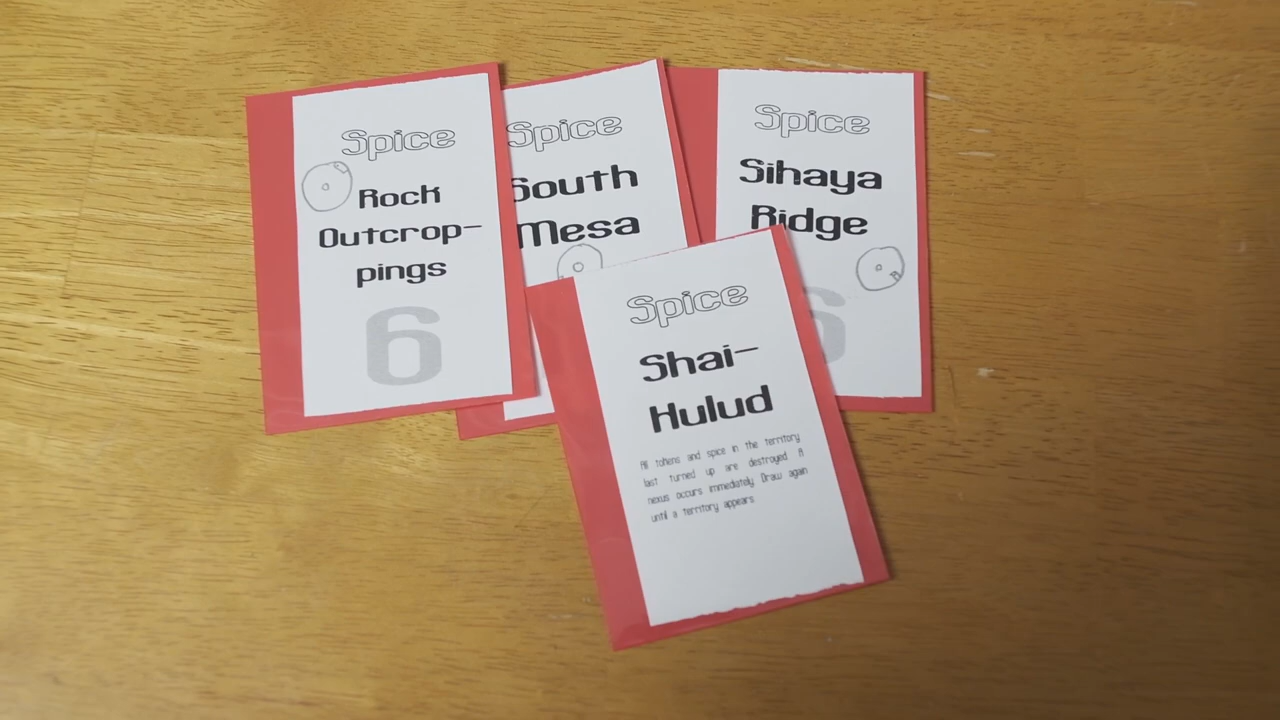 Spice
Rock
Outcrop-
pings
6
Spice
South
Mesa
Spice
Sihaya
Ridge
6
Spice
Shai-
Hulud
All tokens and spice in the territory
last turned up are destroyed. A
nexus occurs immediately. Draw again
until a territory appears.